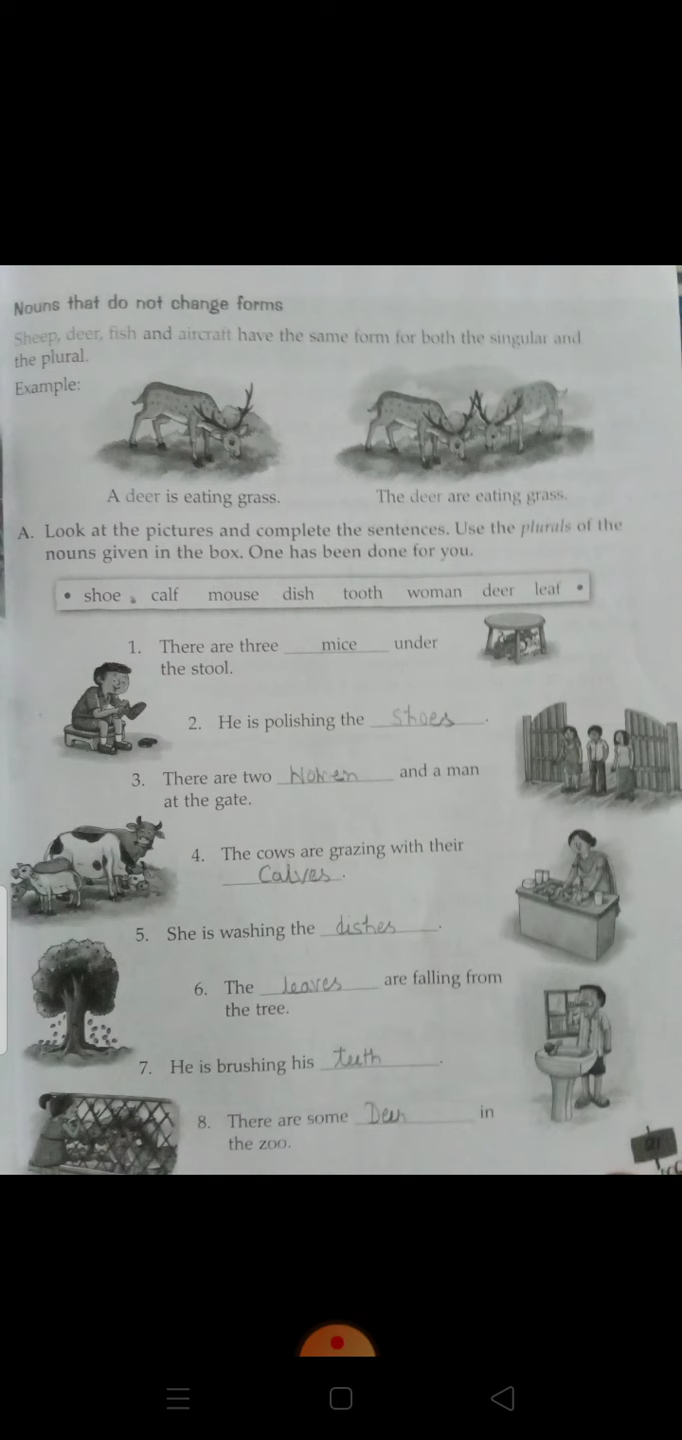 Nouns that do not change forms
Sheep, deer, fish and aircraft have the same form for both the singular and
the plural.
Example:
A deer is eating grass. The deer are eating grass.
A. Look at the pictures and complete the sentences. Use the plurals of the
nouns given in the box. One has been done for you.
• shoe calf mouse dish tooth woman deer leaf •
1. There are three mice under
the stool.
2. He is polishing the shoes.
3. There are two women and a man
at the gate.
4. The cows are grazing with their
Calves.
5. She is washing the dishes.
6. The leaves are falling from
the tree.
7. He is brushing his teeth.
8. There are some Deer in
the zoo.
21